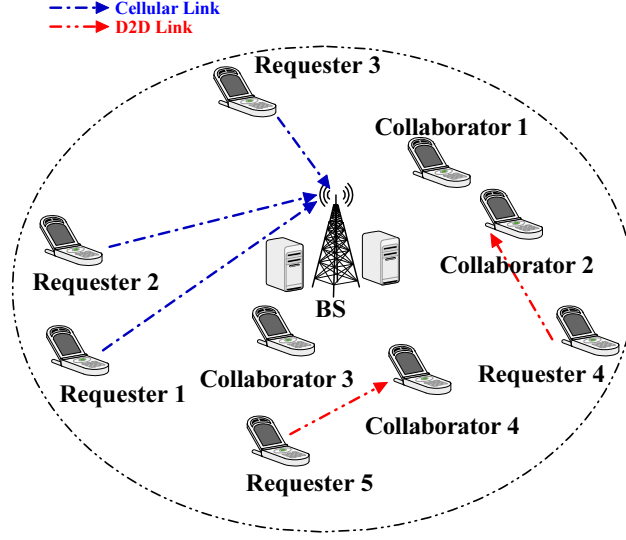 Cellular Link
D2D Link
Requester 3
Collaborator 1
Requester 2
Collaborator 2
BS
Requester 1
Collaborator 3
Requester 4
Collaborator 4
Requester 5